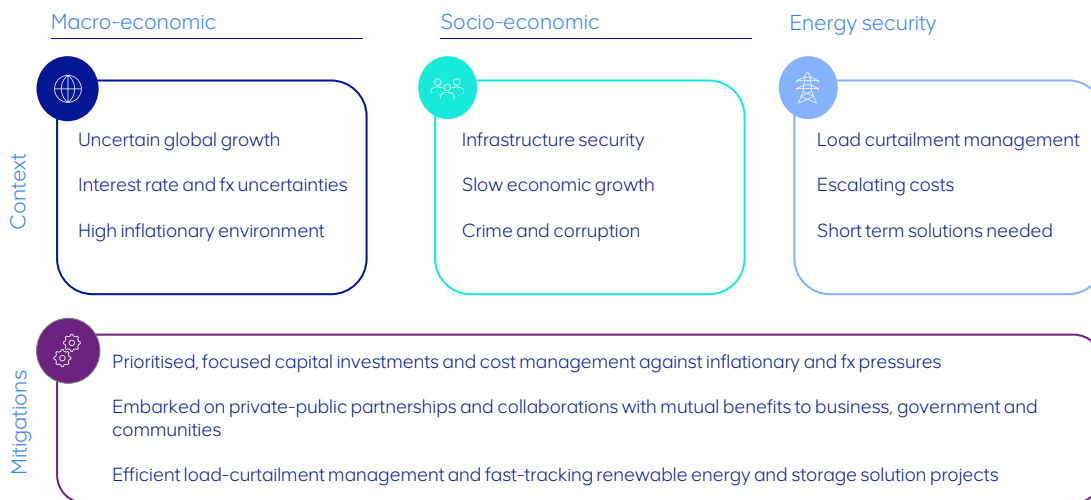 Macro-economic
Socio-economic
Energy security
Context
Uncertain global growth
Interest rate and fx uncertainties
High inflationary environment
Infrastructure security
Slow economic growth
Crime and corruption
Load curtailment management
Escalating costs
Short term solutions needed
Mitigations
Prioritised, focused capital investments and cost management against inflationary and fx pressures
Embarked on private-public partnerships and collaborations with mutual benefits to business, government and
communities
Efficient load-curtailment management and fast-tracking renewable energy and storage solution projects